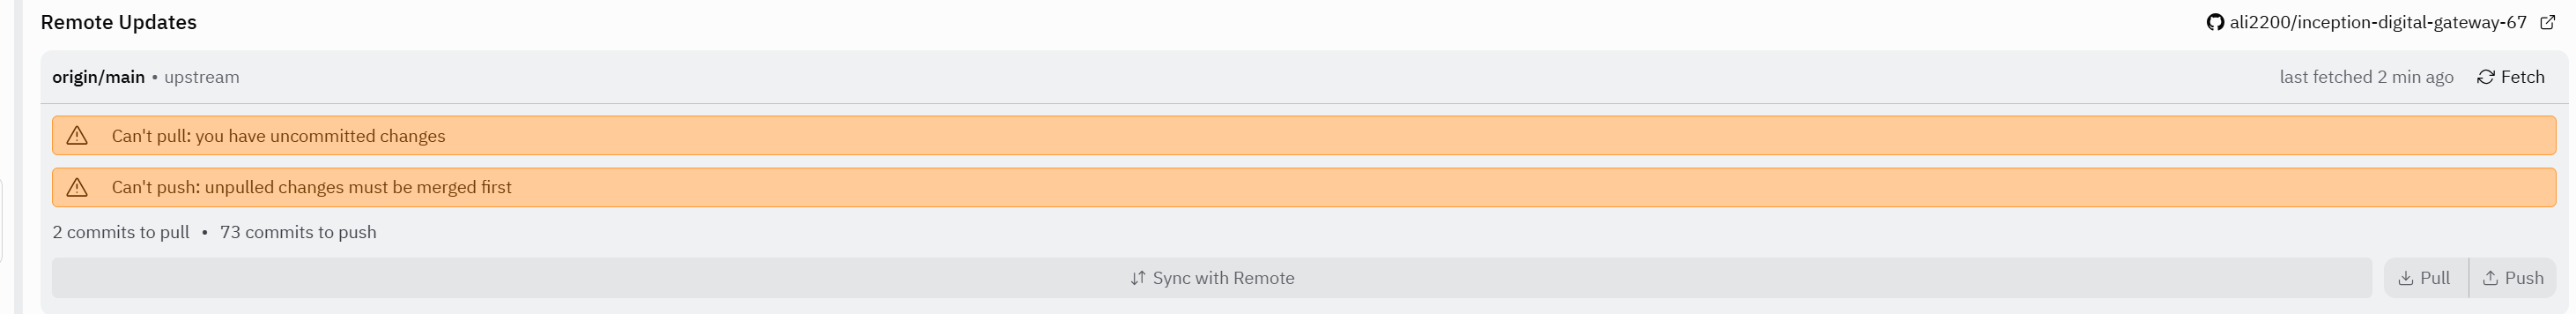 Remote Updates
ali2200/inception-digital-gateway-67
origin/main • upstream
last fetched 2 min ago
Fetch
Can't pull: you have uncommitted changes
Can't push: unpulled changes must be merged first
2 commits to pull • 73 commits to push
Sync with Remote
Pull
Push